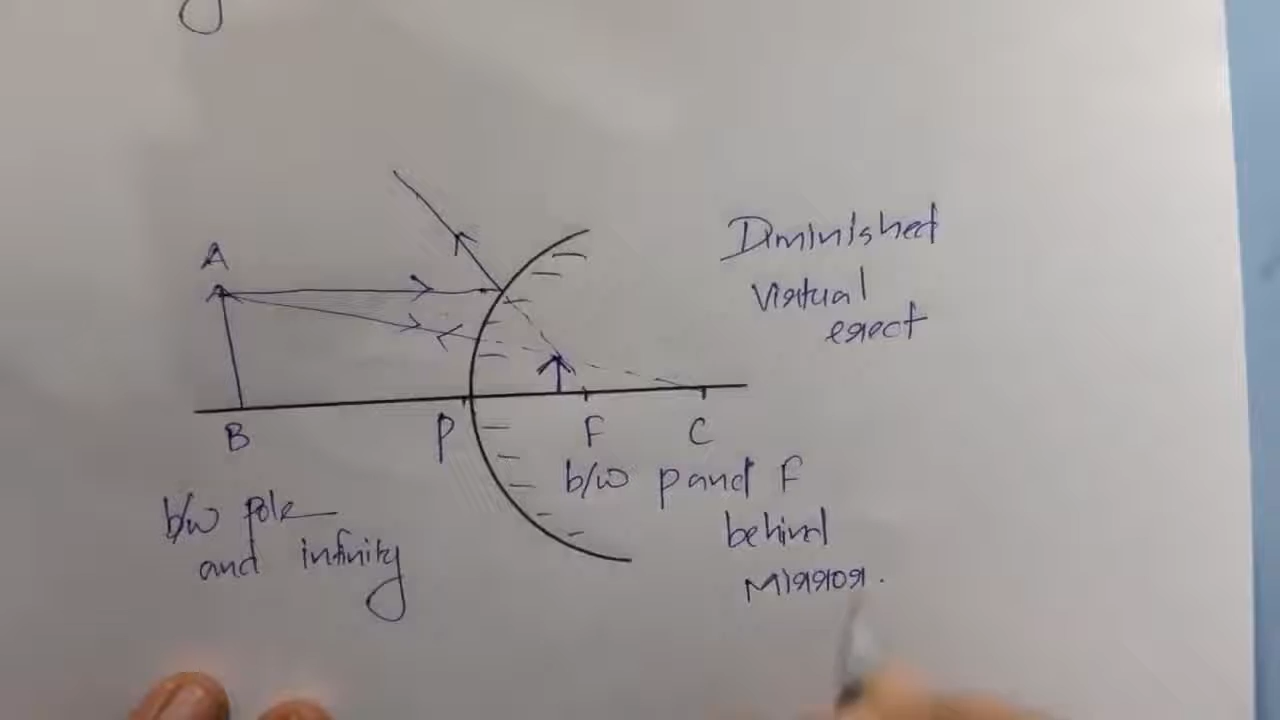 A
Diminished
virtual
erect
B
P
F
C
b/w p and F
behind
Mirror.
b/w pole
and infinity